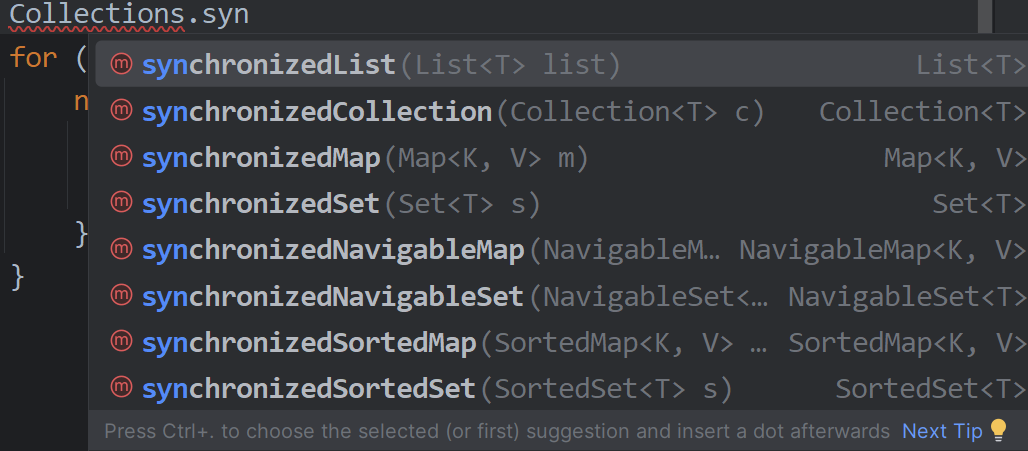 Collections.syn
for (
synchronizedList(List<T> list) List<T>
n
synchronizedCollection(Collection<T> c) Collection<T>
synchronizedMap(Map<K, V> m) Map<K, V>
synchronizedSet(Set<T> s) Set<T>
}
synchronizedNavigableMap(NavigableM… NavigableMap<K, V>
}
synchronizedNavigableSet(NavigableSet<… NavigableSet<T>
synchronizedSortedMap(SortedMap<K, V> … SortedMap<K, V>
synchronizedSortedSet(SortedSet<T> s) SortedSet<T>
Press Ctrl+. to choose the selected (or first) suggestion and insert a dot afterwards Next Tip